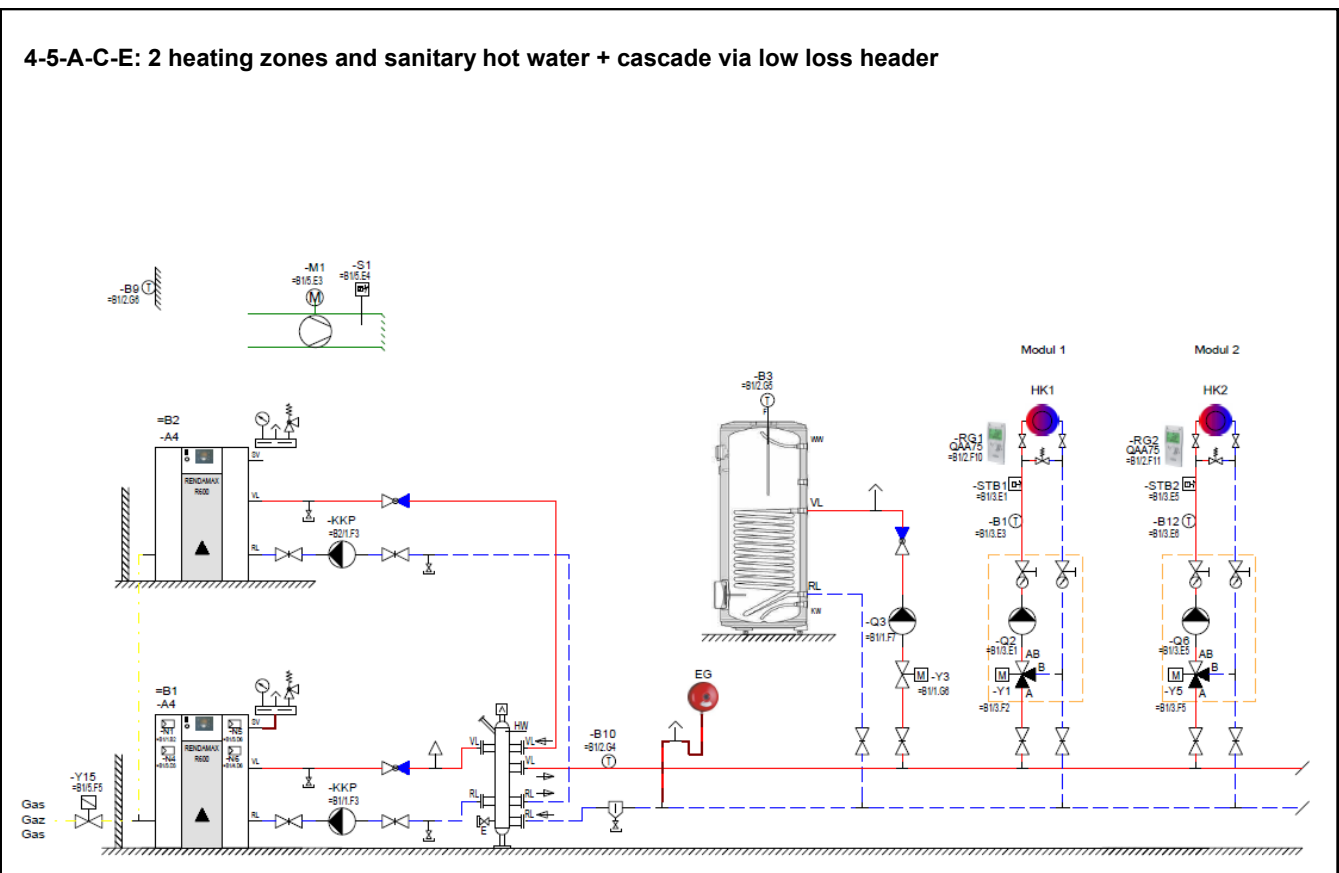 4-5-A-C-E: 2 heating zones and sanitary hot water + cascade via low loss header
-B9
=B1/2.G6
T
-M1
=B1/5.E3
M
-S1
=B1/5.E4
=B2
-A4
RENDAMAX
R600
SV
VL
RL
-KKP
=B2/1.F3
=B1
-A4
-N1
-N4
RENDAMAX
R600
SV
VL
RL
-KKP
=B1/1.F3
-Y15
=B1/5.F5
Gas
Gaz
Gas
A
HW
VL
VL
VL
RL
RL
RL
E
-B10
=B1/2.G4
T
EG
-B3
=B1/2.G5
T
F
WW
VL
RL
KW
-Q3
=B1/1.F7
M
-Y3
=B1/1.G6
Modul 1
HK1
-RG1
QAA75
=B1/2.F10
-STB1
=B1/3.E1
-B1
T
=B1/3.E3
-Q2
=B1/3.E1
AB
B
M
A
-Y1
=B1/3.F2
Modul 2
HK2
-RG2
QAA75
=B1/2.F11
-STB2
=B1/3.E5
-B12
T
=B1/3.E6
-Q6
=B1/3.E5
AB
B
M
A
-Y5
=B1/3.F5